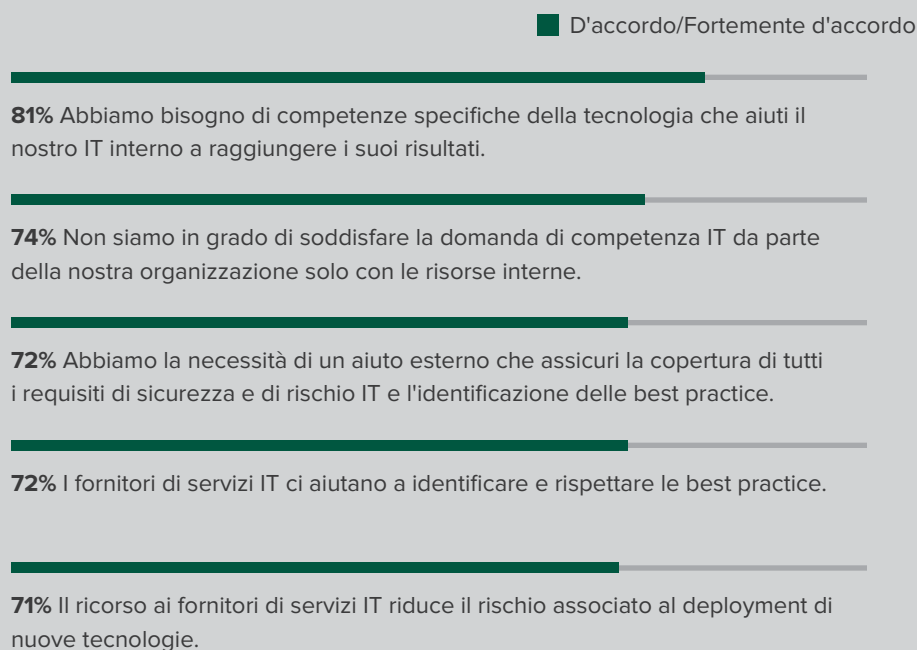 D'accordo/Fortemente d'accordo
81% Abbiamo bisogno di competenze specifiche della tecnologia che aiuti il
nostro IT interno a raggiungere i suoi risultati.
74% Non siamo in grado di soddisfare la domanda di competenza IT da parte
della nostra organizzazione solo con le risorse interne.
72% Abbiamo la necessità di un aiuto esterno che assicuri la copertura di tutti
i requisiti di sicurezza e di rischio IT e l'identificazione delle best practice.
72% I fornitori di servizi IT ci aiutano a identificare e rispettare le best practice.
71% Il ricorso ai fornitori di servizi IT riduce il rischio associato al deployment di
nuove tecnologie.